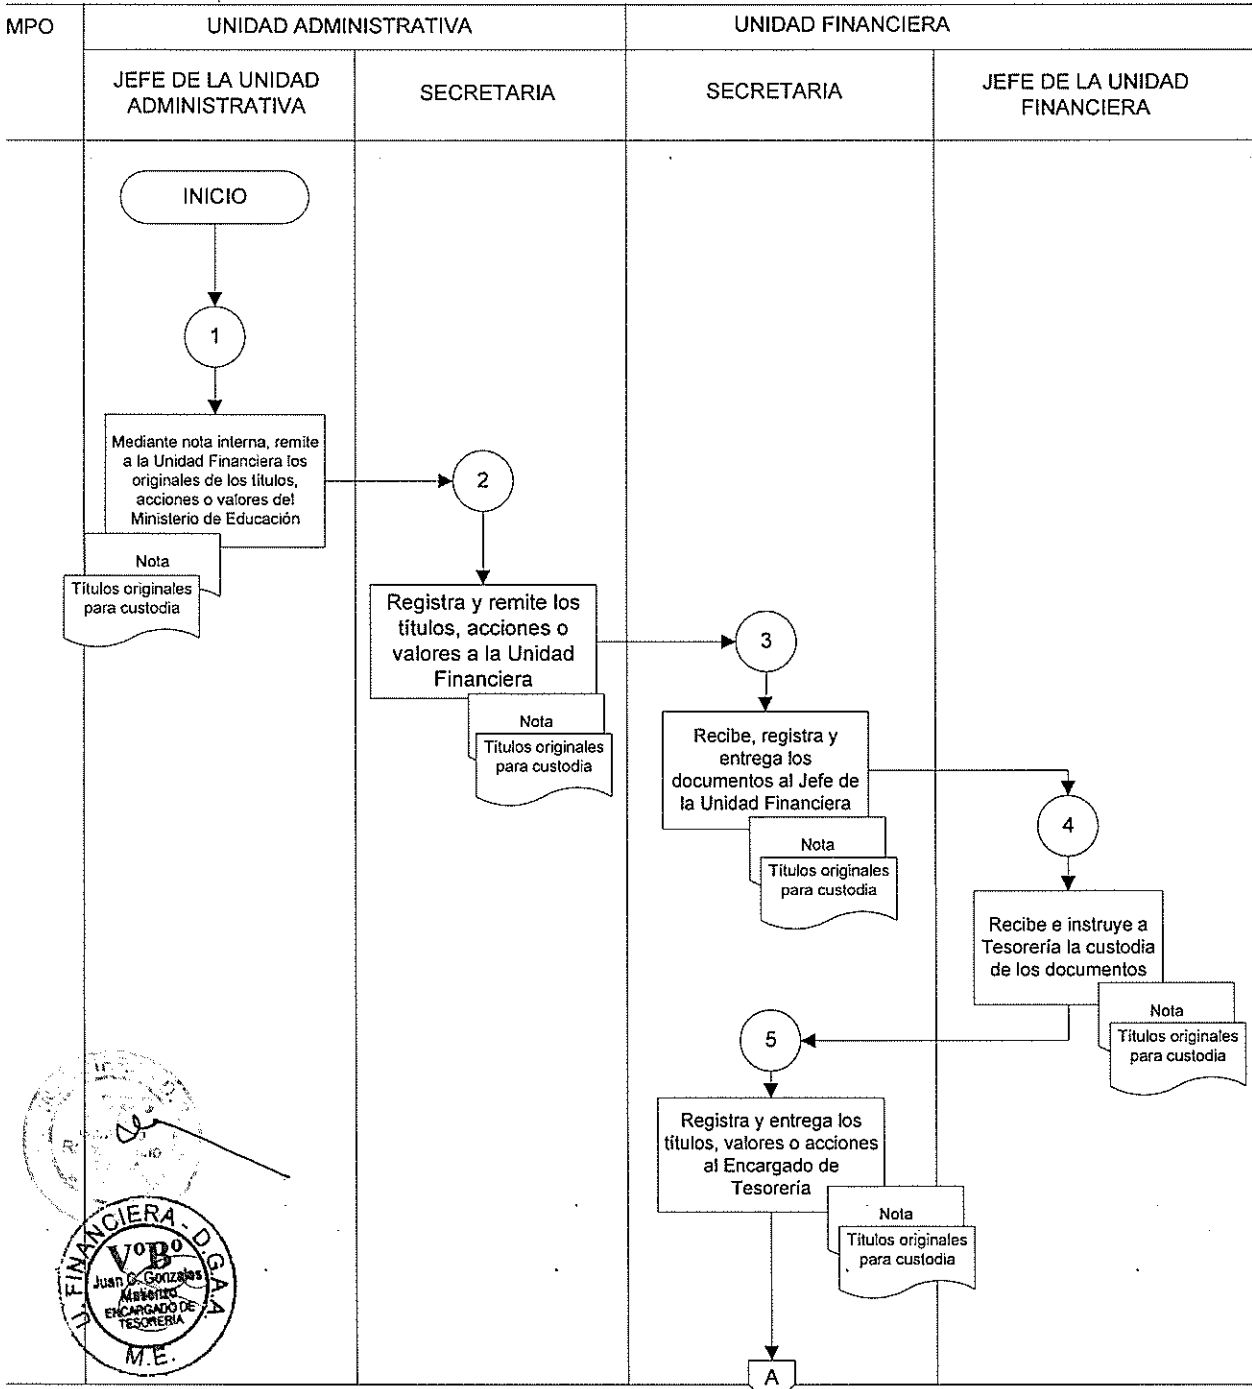 MPO
UNIDAD ADMINISTRATIVA
UNIDAD FINANCIERA
JEFE DE LA UNIDAD
ADMINISTRATIVA
SECRETARIA
SECRETARIA
JEFE DE LA UNIDAD
FINANCIERA
INICIO
1
Mediante nota interna, remite
a la Unidad Financiera los
originales de los títulos,
acciones o valores del
Ministerio de Educación
Nota
Títulos originales
para custodia
2
Registra y remite los
títulos, acciones o
valores a la Unidad
Financiera
Nota
Títulos originales
para custodia
3
Recibe, registra y
entrega los
documentos al Jefe de
la Unidad Financiera
Nota
Títulos originales
para custodia
4
Recibe e instruye a
Tesorería la custodia
de los documentos
Nota
Títulos originales
para custodia
5
Registra y entrega los
títulos, valores o acciones
al Encargado de
Tesorería
Nota
Títulos originales
para custodia
A
U. FINANCIERA - D.G.A.A.
VºBº
Juan C. Gonzales
ENCARGADO DE
TESORERIA
M.E.